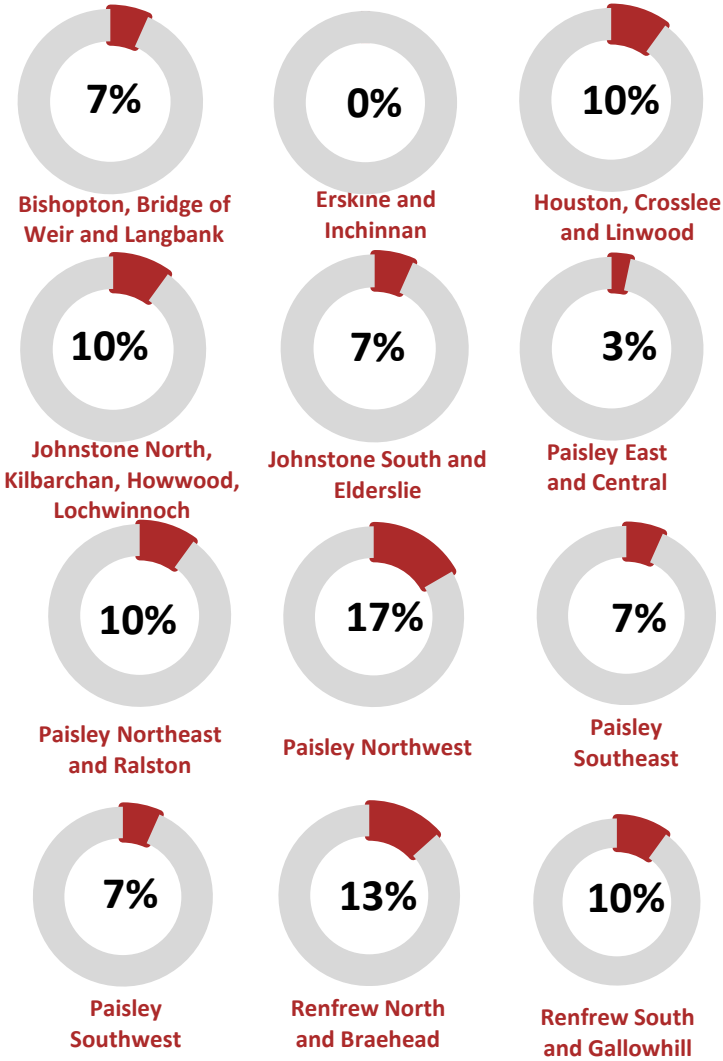 7%
Bishopton, Bridge of
Weir and Langbank
0%
Erskine and
Inchinnan
10%
Houston, Crosslee
and Linwood
10%
Johnstone North,
Kilbarchan, Howwood,
Lochwinnoch
7%
Johnstone South and
Elderslie
3%
Paisley East
and Central
10%
Paisley Northeast
and Ralston
17%
Paisley Northwest
7%
Paisley
Southeast
7%
Paisley
Southwest
13%
Renfrew North
and Braehead
10%
Renfrew South
and Gallowhill